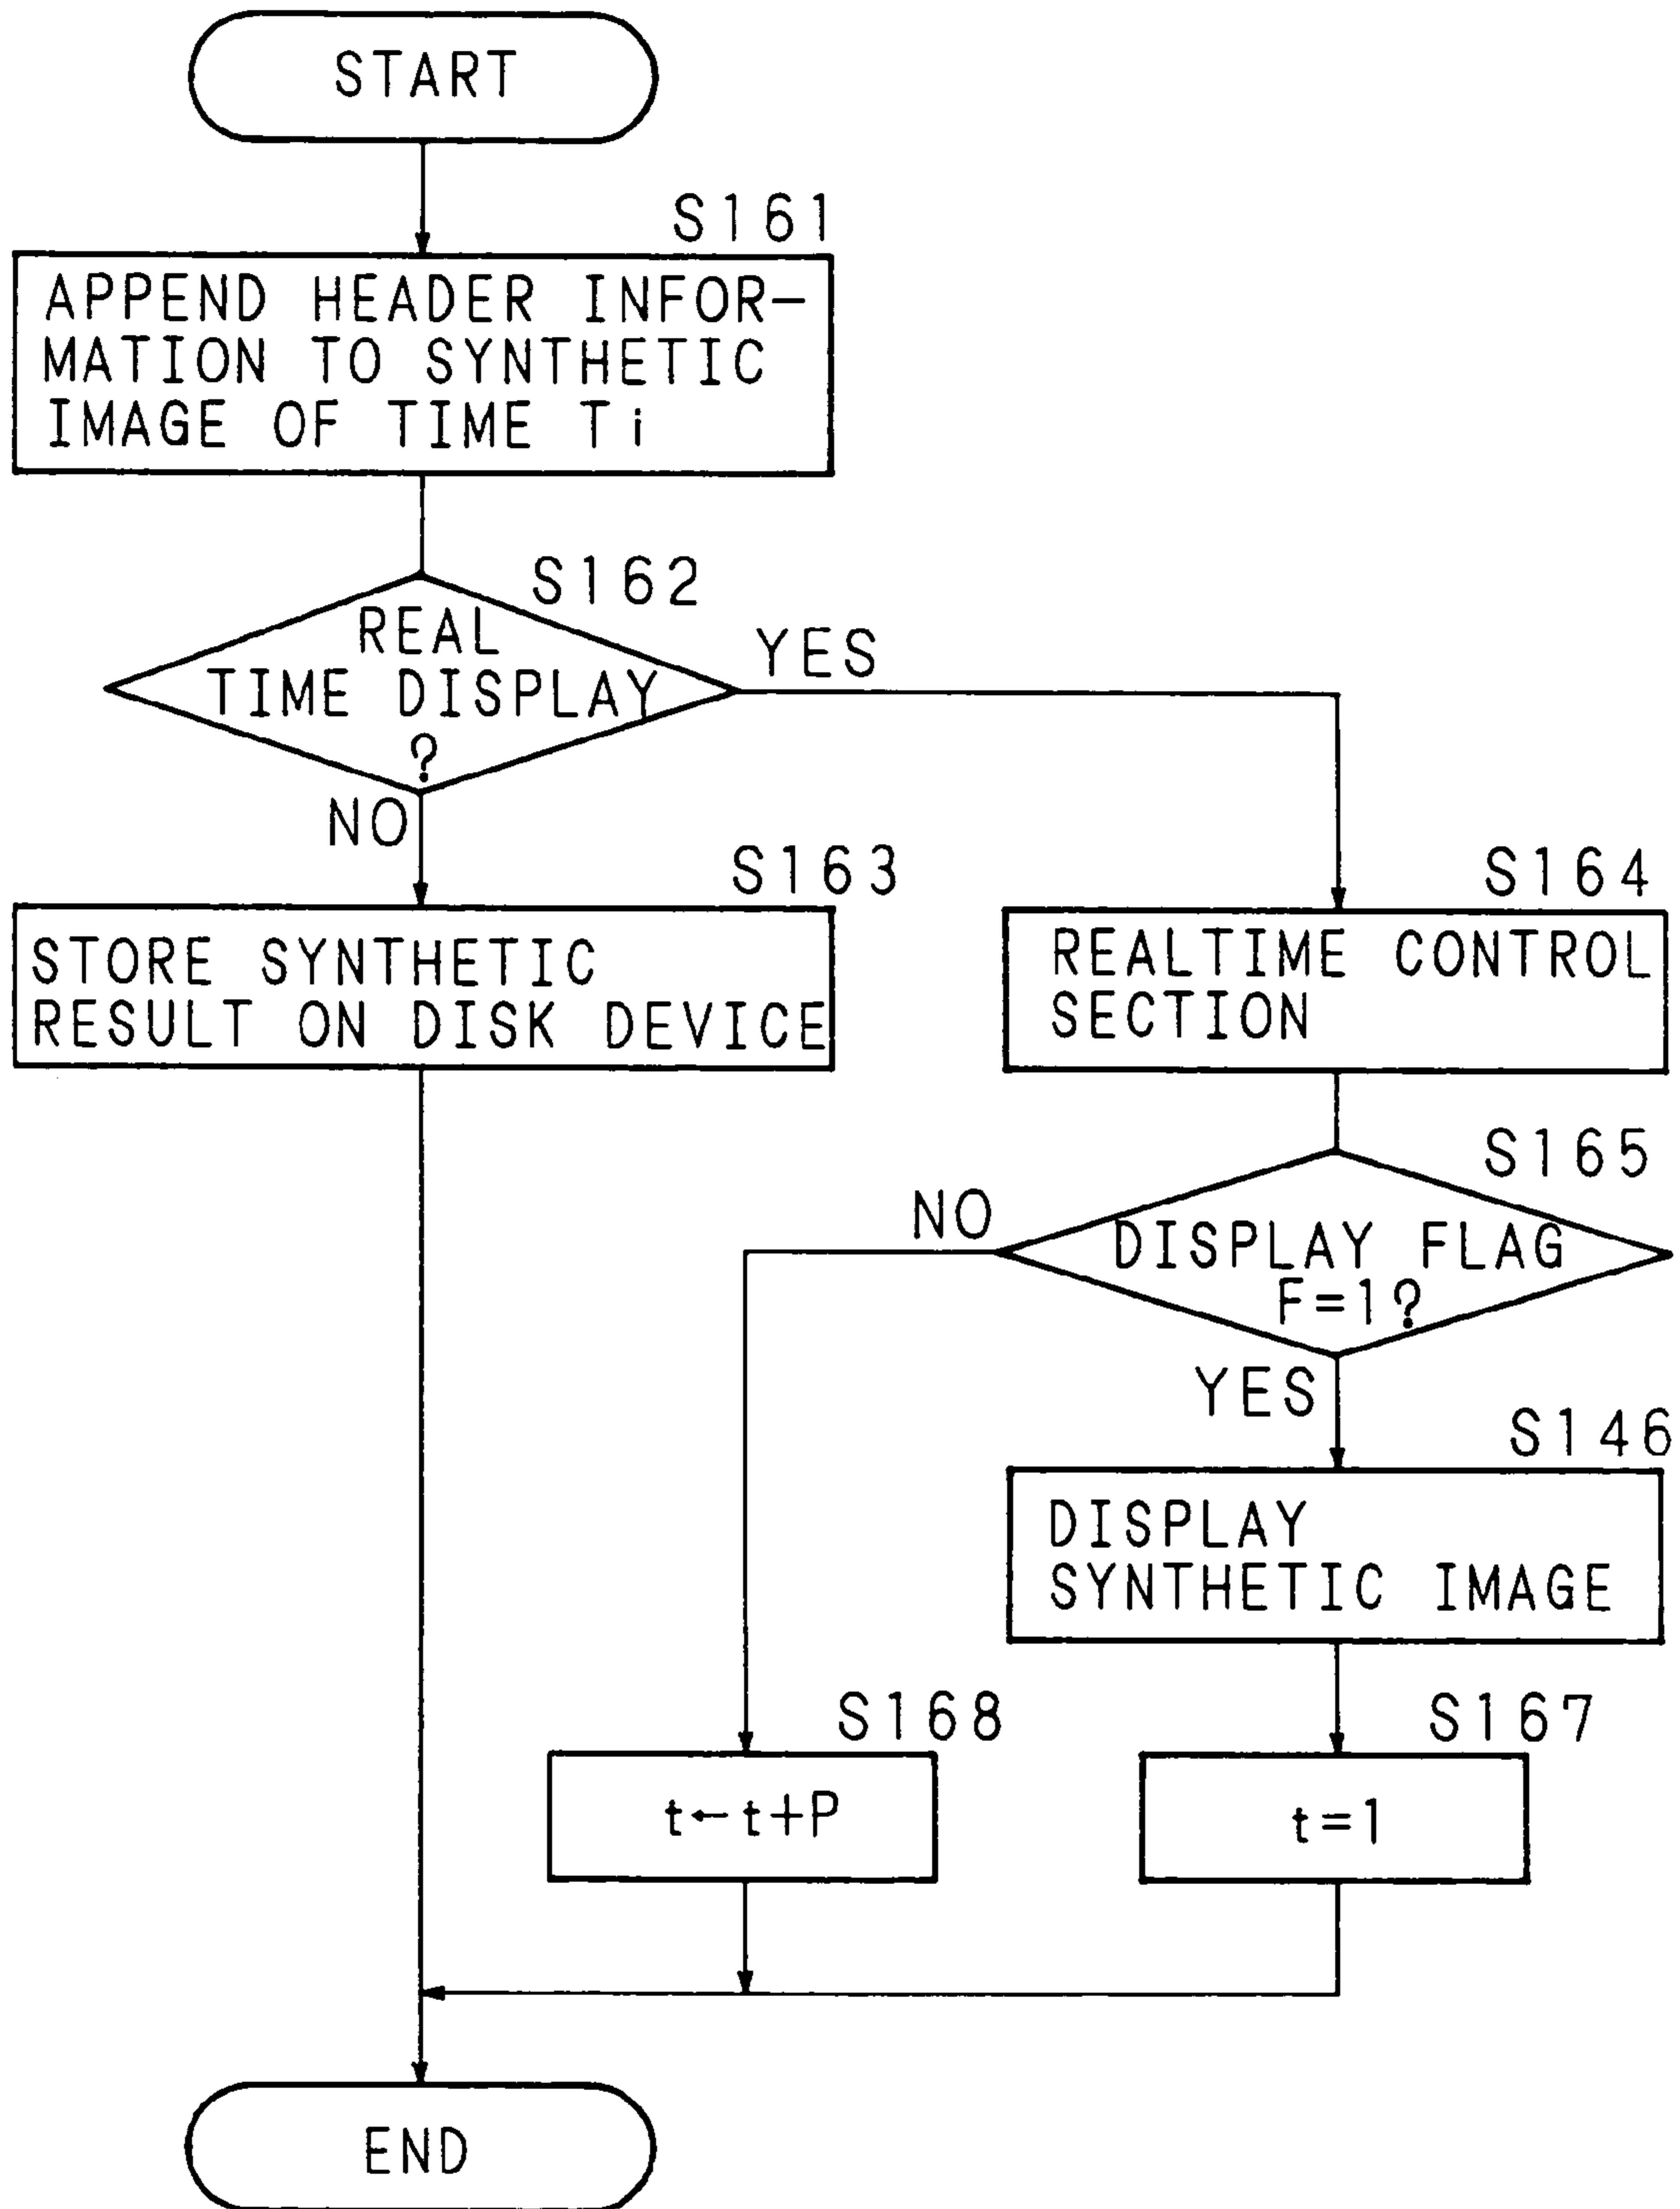 START
S161
APPEND HEADER INFOR-
MATION TO SYNTHETIC
IMAGE OF TIME Ti
S162
REAL
TIME DISPLAY
?
YES
NO
S163
STORE SYNTHETIC
RESULT ON DISK DEVICE
S164
REALTIME CONTROL
SECTION
S165
DISPLAY FLAG
F=1?
NO
YES
S146
DISPLAY
SYNTHETIC IMAGE
S168
t←t+P
S167
t=1
END